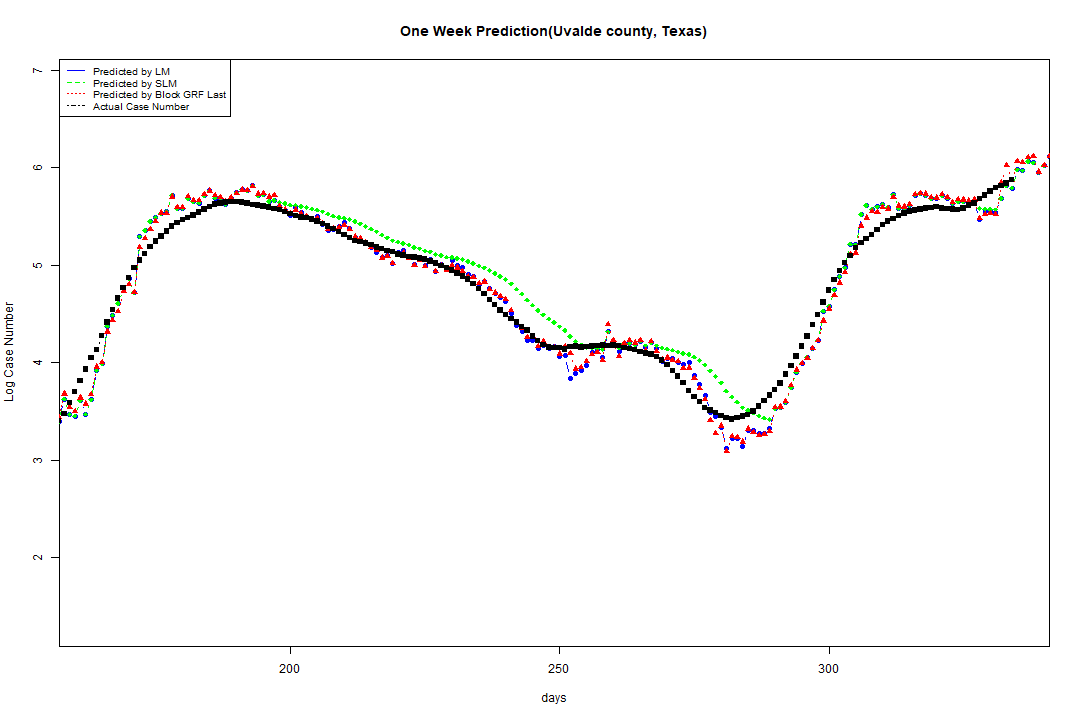 One Week Prediction(Uvalde county, Texas)
Predicted by LM
Predicted by SLM
Predicted by Block GRF Last
Actual Case Number
7
6
5
4
3
2
Log Case Number
200
250
300
days